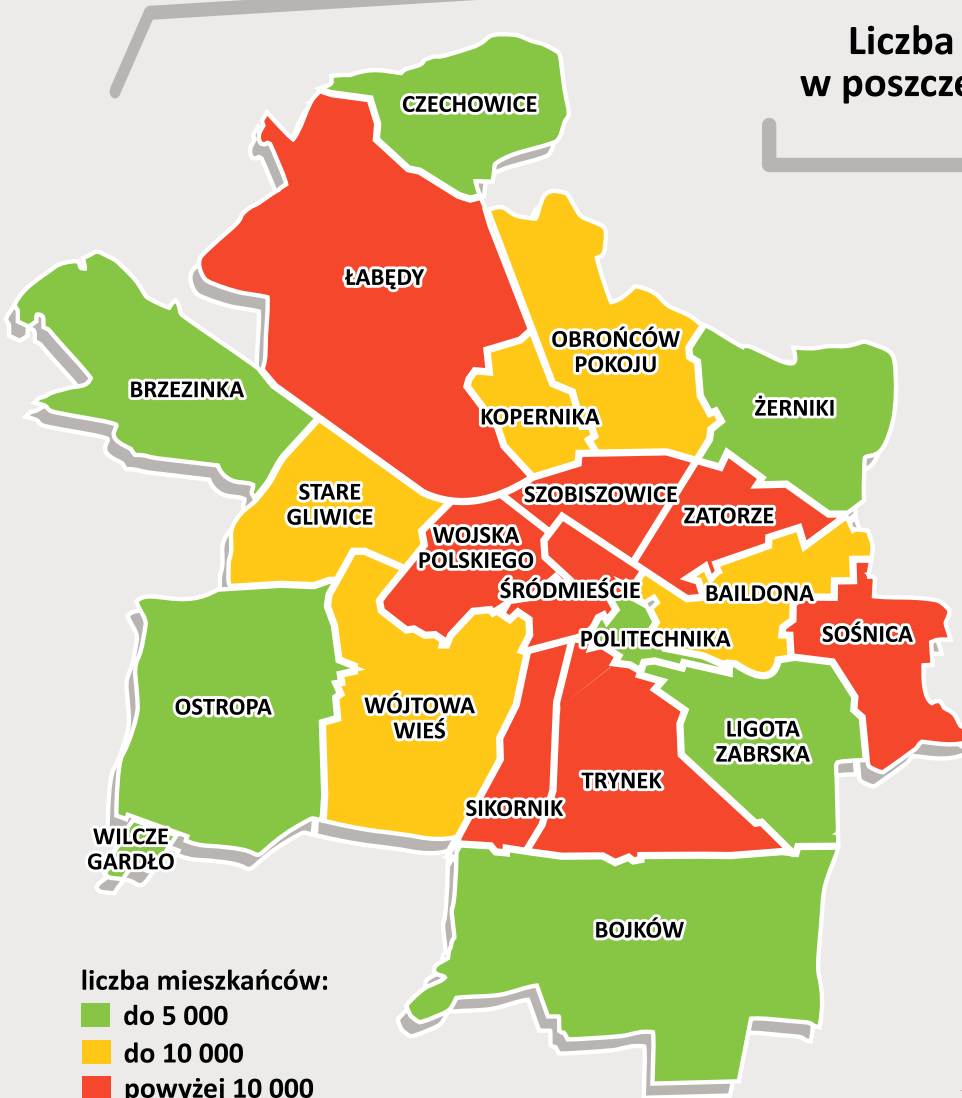 Liczba
w poszcze
CZECHOWICE
ŁABĘDY
OBROŃCÓW
POKOJU
BRZEZINKA
KOPERNIKA
ŻERNIKI
STARE
GLIWICE
SZOBISZOWICE
ZATORZE
WOJSKA
POLSKIEGO
ŚRÓDMIEŚCIE
BAILDONA
POLITECHNIKA
SOŚNICA
OSTROPA
WÓJTOWA
WIEŚ
LIGOTA
ZABRSKA
TRYNEK
SIKORNIK
WILCZE
GARDŁO
BOJKÓW
liczba mieszkańców:
do 5 000
do 10 000
powyżej 10 000